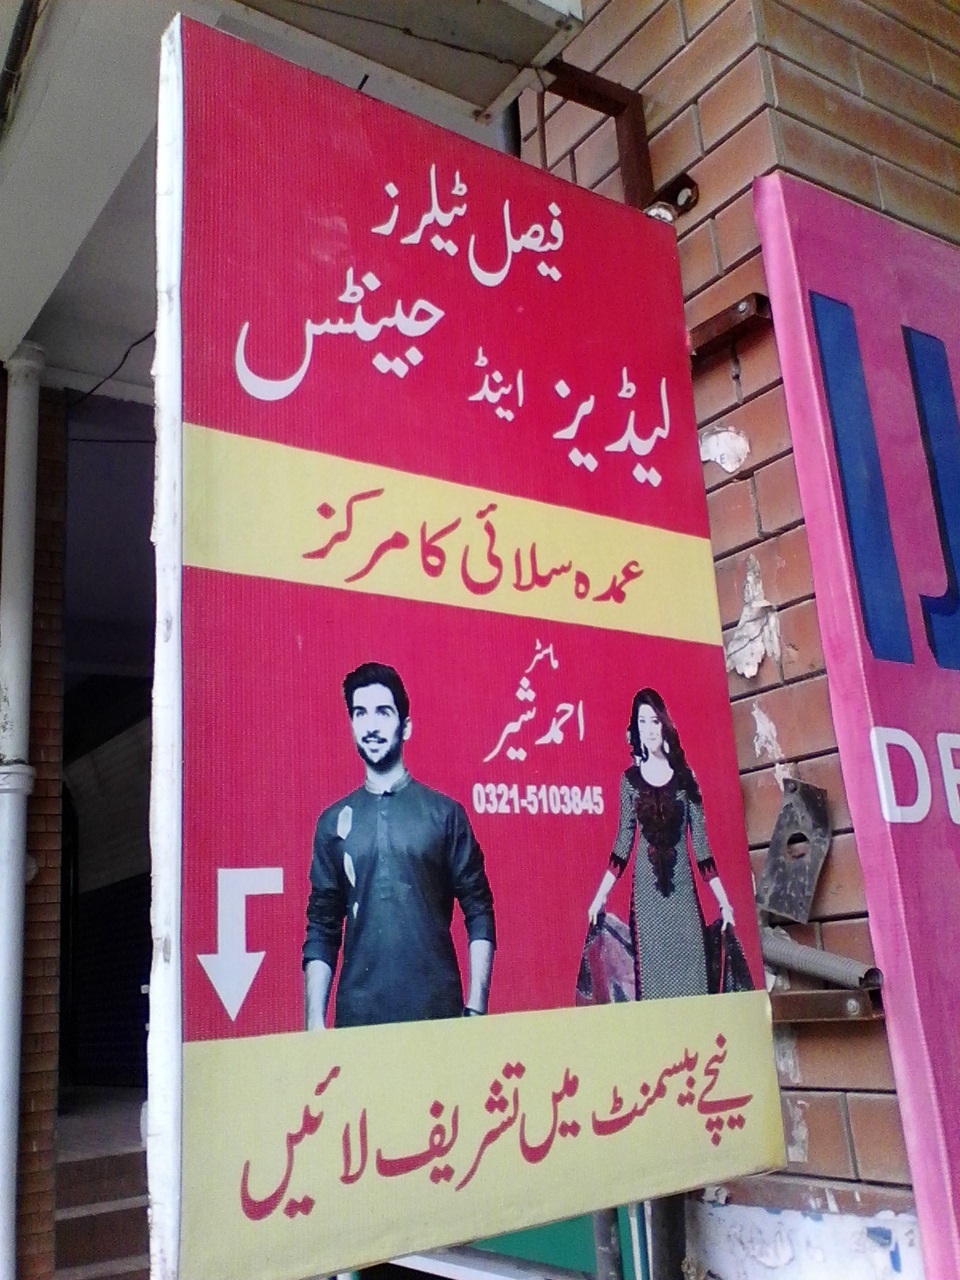 فیصل ٹیلرز
لیڈیز اینڈ جینٹس
عمدہ سلائی کا مرکز
ماسٹر
احمد شیر
0321-5103845
نیچے بیسمنٹ میں تشریف لائیں